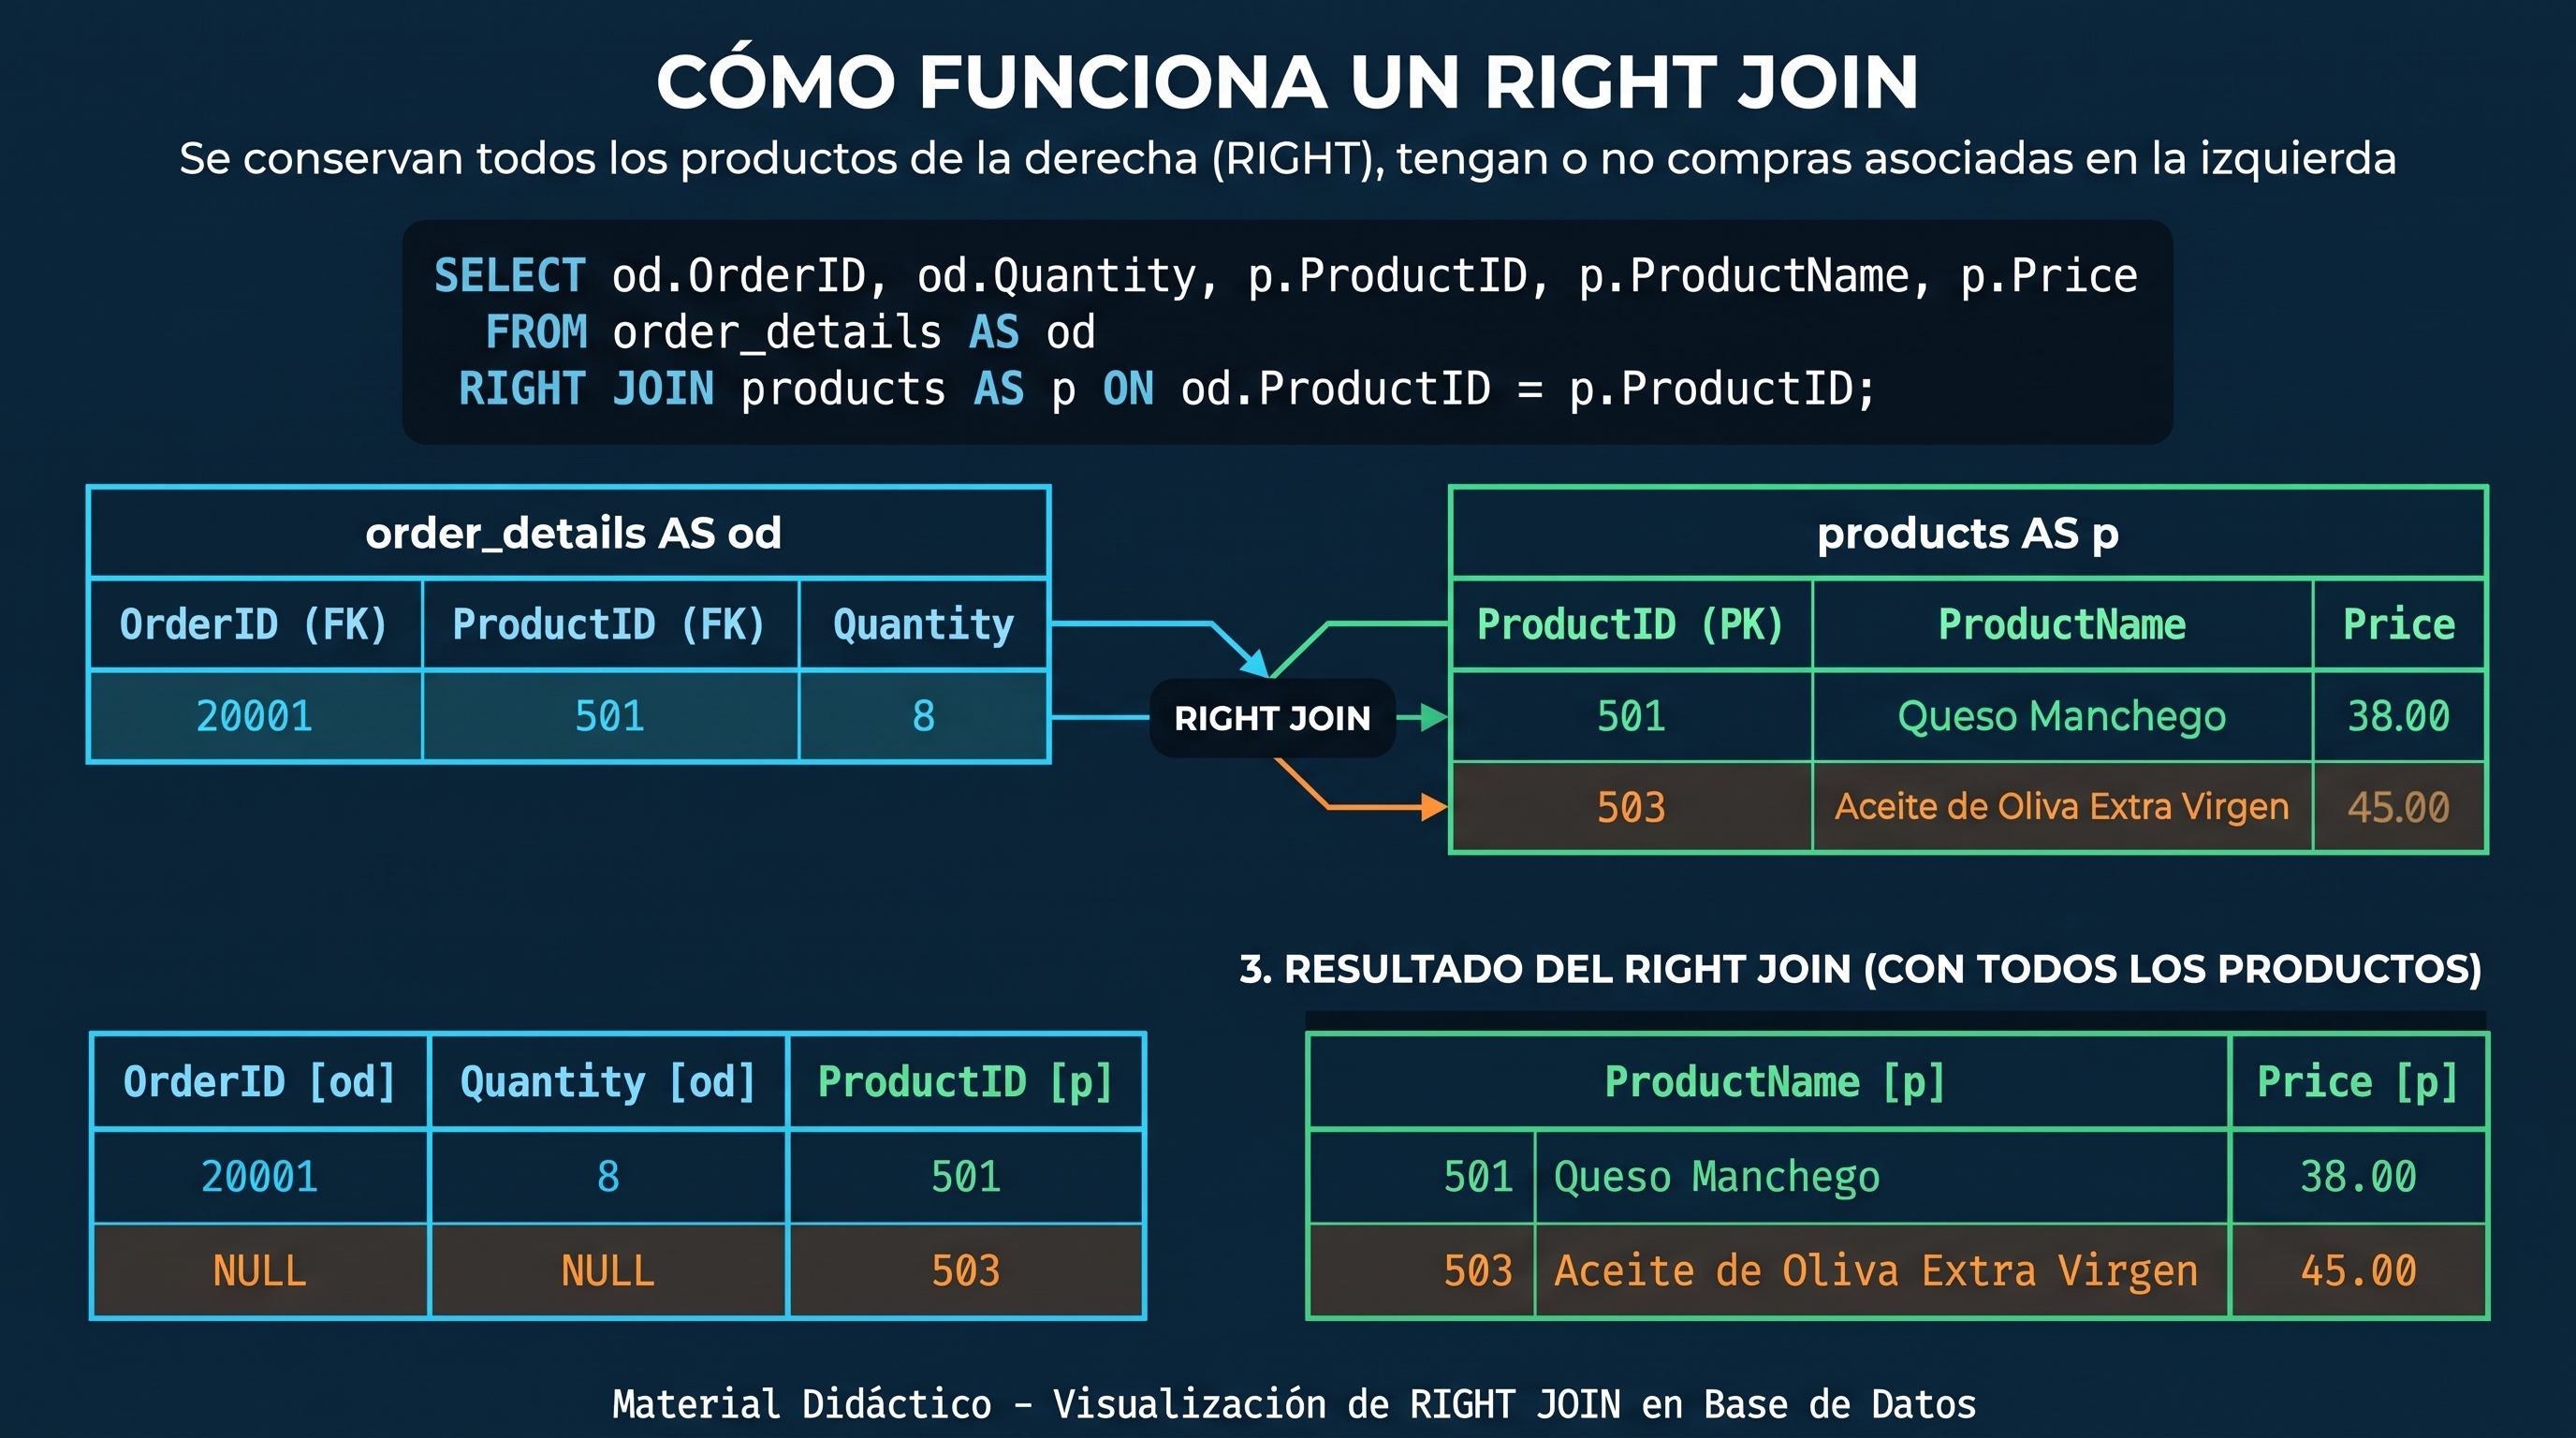 CÓMO FUNCIONA UN RIGHT JOIN
Se conservan todos los productos de la derecha (RIGHT), tengan o no compras asociadas en la izquierda
SELECT od.OrderID, od.Quantity, p.ProductID, p.ProductName, p.Price
FROM order_details AS od
RIGHT JOIN products AS p ON od.ProductID = p.ProductID;
order_details AS od
OrderID (FK) ProductID (FK) Quantity
20001 501 8
RIGHT JOIN
products AS p
ProductID (PK) ProductName Price
501 Queso Manchego 38.00
503 Aceite de Oliva Extra Virgen 45.00
3. RESULTADO DEL RIGHT JOIN (CON TODOS LOS PRODUCTOS)
OrderID [od] Quantity [od] ProductID [p]
20001 8 501
NULL NULL 503
ProductName [p] Price [p]
501 Queso Manchego 38.00
503 Aceite de Oliva Extra Virgen 45.00
Material Didáctico – Visualización de RIGHT JOIN en Base de Datos